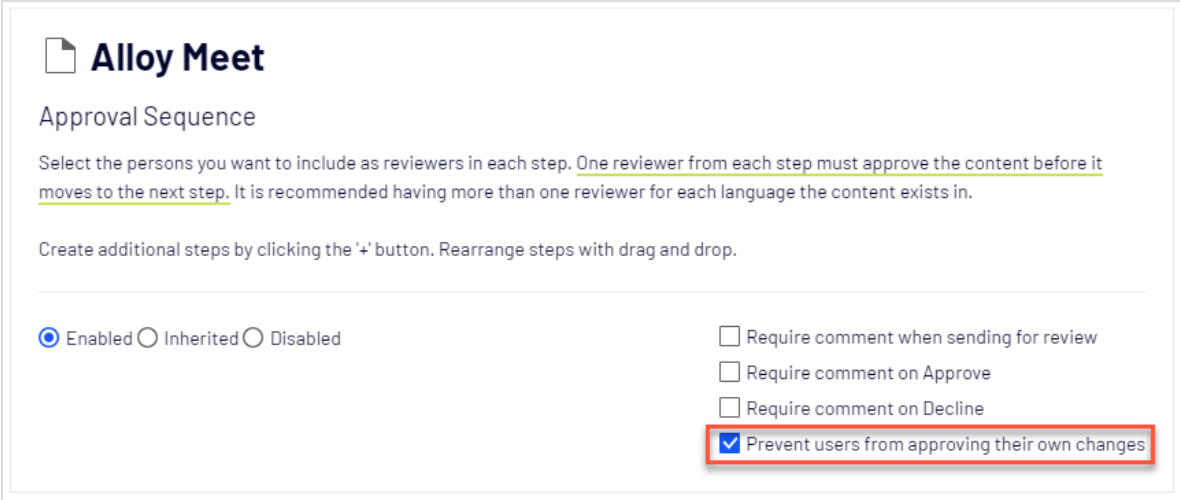 Alloy Meet
Approval Sequence
Select the persons you want to include as reviewers in each step. One reviewer from each step must approve the content before it
moves to the next step. It is recommended having more than one reviewer for each language the content exists in.
Create additional steps by clicking the '+' button. Rearrange steps with drag and drop.
Enabled Inherited Disabled
Require comment when sending for review
Require comment on Approve
Require comment on Decline
Prevent users from approving their own changes